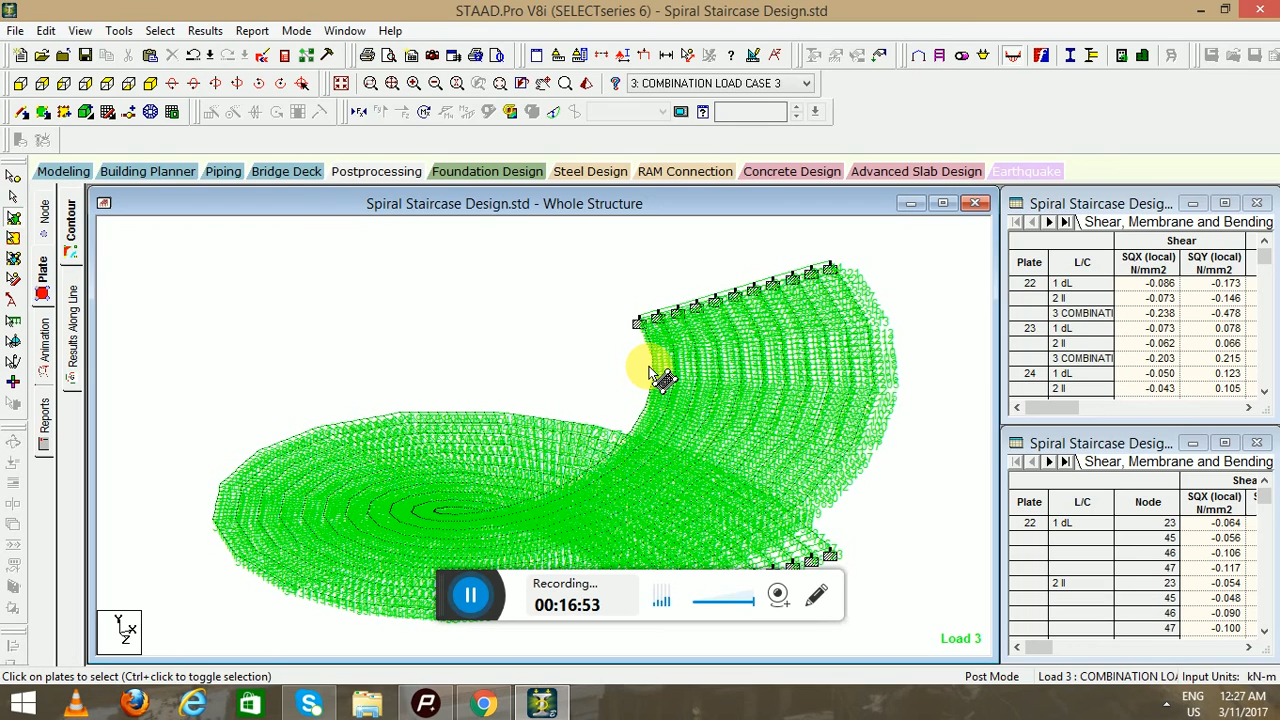 STAAD.Pro V8i (SELECTseries 6) - Spiral Staircase Design.std
File Edit View Tools Select Results Report Mode Window Help
3: COMBINATION LOAD CASE 3
Modeling Building Planner Piping Bridge Deck Postprocessing Foundation Design Steel Design RAM Connection Concrete Design Advanced Slab Design Earthquake
Node
Plate
Animation
Reports
Contour
Results Along Line
Spiral Staircase Design.std - Whole Structure
Load 3
Recording...
00:16:53
Y
X
Z
Spiral Staircase Desig...
Shear, Membrane and Bending
Shear
Plate L/C SQX (local) N/mm2 SQY (local) N/mm2
22 1 dL -0.086 -0.173
2 ll -0.073 -0.146
3 COMBINATI -0.238 -0.478
23 1 dL -0.073 0.078
2 ll -0.062 0.066
3 COMBINATI -0.203 0.215
24 1 dL -0.050 0.123
2 ll -0.043 0.105
Spiral Staircase Desig...
Shear, Membrane and Bending
Shea
Plate L/C Node SQX (local) N/mm2
22 1 dL 23 -0.064
45 -0.056
46 -0.106
47 -0.117
2 ll 23 -0.054
45 -0.048
46 -0.090
47 -0.100
Click on plates to select (Ctrl+click to toggle selection)
Post Mode
Load 3 : COMBINATION LOA
Input Units: kN-m
ENG
US
12:27 AM
3/11/2017